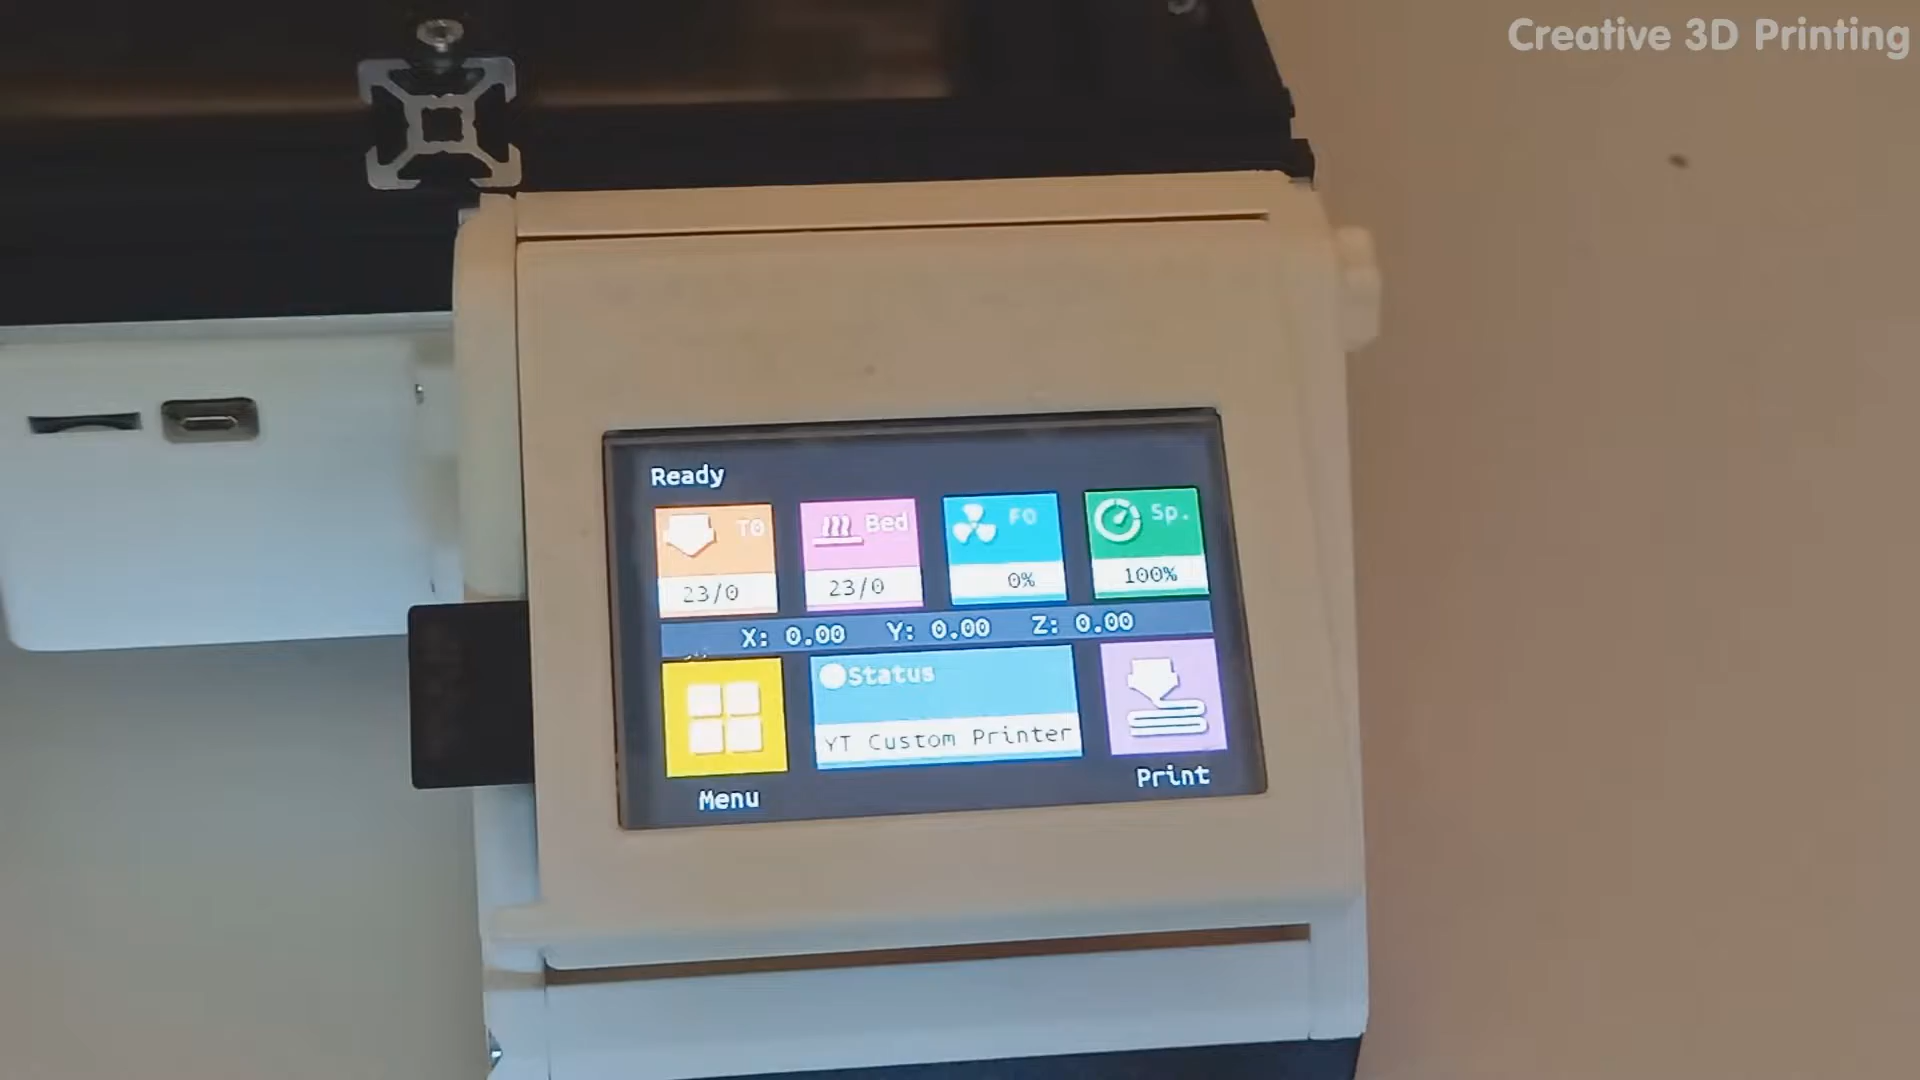 Creative 3D Printing
Ready
T0 Bed F0 Sp.
23/0 23/0 0% 100%
X: 0.00 Y: 0.00 Z: 0.00
Status
YT Custom Printer
Menu Print